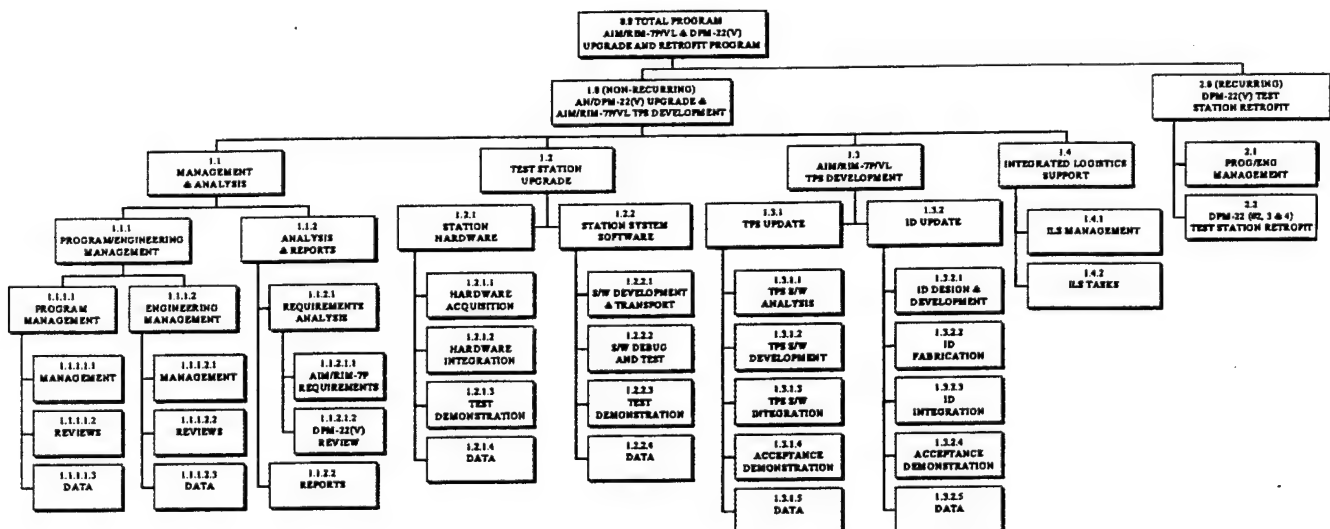 0.0 TOTAL PROGRAM
AIM/RIM-7P/VL & DPM-22(V)
UPGRADE AND RETROFIT PROGRAM
1.0 (NON-RECURRING)
AN/DPM-22(V) UPGRADE &
AIM/RIM-7P/VL TPS DEVELOPMENT
2.0 (RECURRING)
DPM-22(V) TEST
STATION RETROFIT
1.1
MANAGEMENT
& ANALYSIS
1.2
TEST STATION
UPGRADE
1.3
AIM/RIM-7P/VL
TPS DEVELOPMENT
1.4
INTEGRATED LOGISTICS
SUPPORT
2.1
PROG/ENG
MANAGEMENT
2.2
DPM-22 (#2, 3 & 4)
TEST STATION RETROFIT
1.1.1
PROGRAM/ENGINEERING
MANAGEMENT
1.1.2
ANALYSIS
& REPORTS
1.2.1
STATION
HARDWARE
1.2.2
STATION SYSTEM
SOFTWARE
1.3.1
TPS UPDATE
1.3.2
ID UPDATE
1.4.1
ILS MANAGEMENT
1.4.2
ILS TASKS
1.1.1.1
PROGRAM
MANAGEMENT
1.1.1.2
ENGINEERING
MANAGEMENT
1.1.2.1
REQUIREMENTS
ANALYSIS
1.2.1.1
HARDWARE
ACQUISITION
1.2.2.1
S/W DEVELOPMENT
& TRANSPORT
1.3.1.1
TPS S/W
ANALYSIS
1.3.2.1
ID DESIGN &
DEVELOPMENT
1.2.1.2
HARDWARE
INTEGRATION
1.2.2.2
S/W DEBUG
AND TEST
1.3.1.2
TPS S/W
DEVELOPMENT
1.3.2.2
ID
FABRICATION
1.1.1.1.1
MANAGEMENT
1.1.1.2.1
MANAGEMENT
1.1.2.1.1
AIM/RIM-7P
REQUIREMENTS
1.2.1.3
TEST
DEMONSTRATION
1.2.2.3
TEST
DEMONSTRATION
1.3.1.3
TPS S/W
INTEGRATION
1.3.2.3
ID
INTEGRATION
1.1.1.1.2
REVIEWS
1.1.1.2.2
REVIEWS
1.1.2.1.2
DPM-22(V)
REVIEW
1.2.1.4
DATA
1.2.2.4
DATA
1.3.1.4
ACCEPTANCE
DEMONSTRATION
1.3.2.4
ACCEPTANCE
DEMONSTRATION
1.1.1.1.3
DATA
1.1.1.2.3
DATA
1.1.2.2
REPORTS
1.3.1.5
DATA
1.3.2.5
DATA